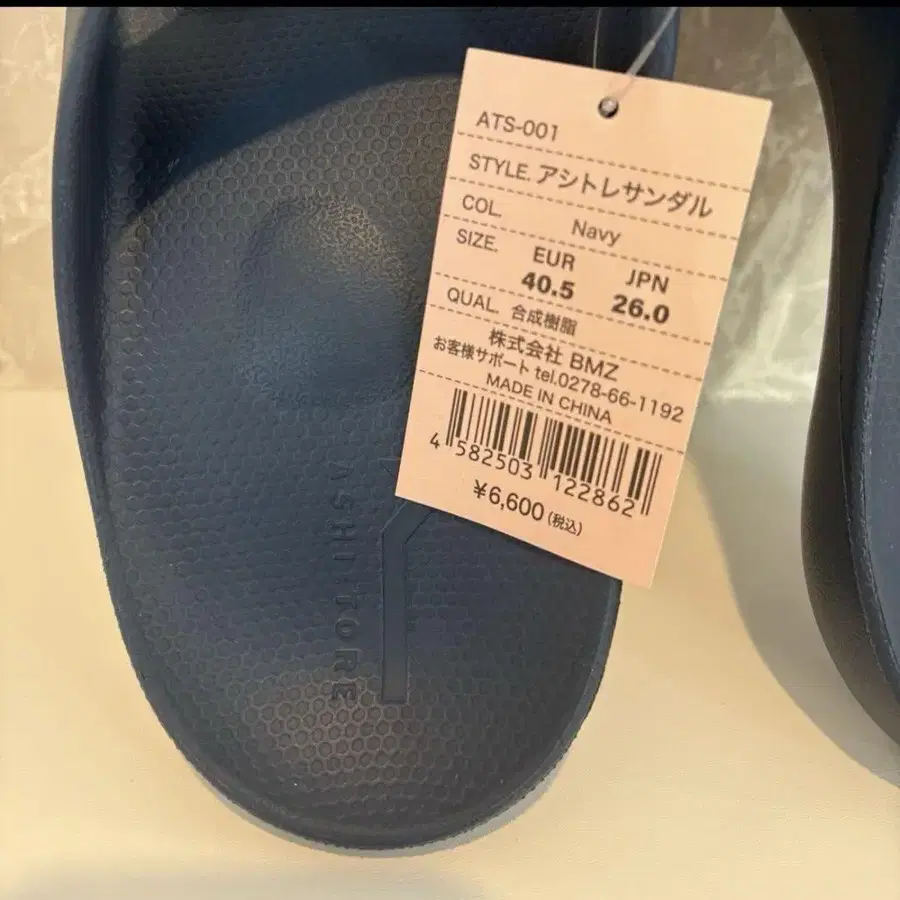 ATS-001
STYLE. アシトレサンダル
COL. Navy
SIZE. EUR JPN
40.5 26.0
QUAL. 合成樹脂
株式会社 BMZ
お客様サポート tel.0278-66-1192
MADE IN CHINA
4 582503 122862
¥6,600(税込)
ASHITORE